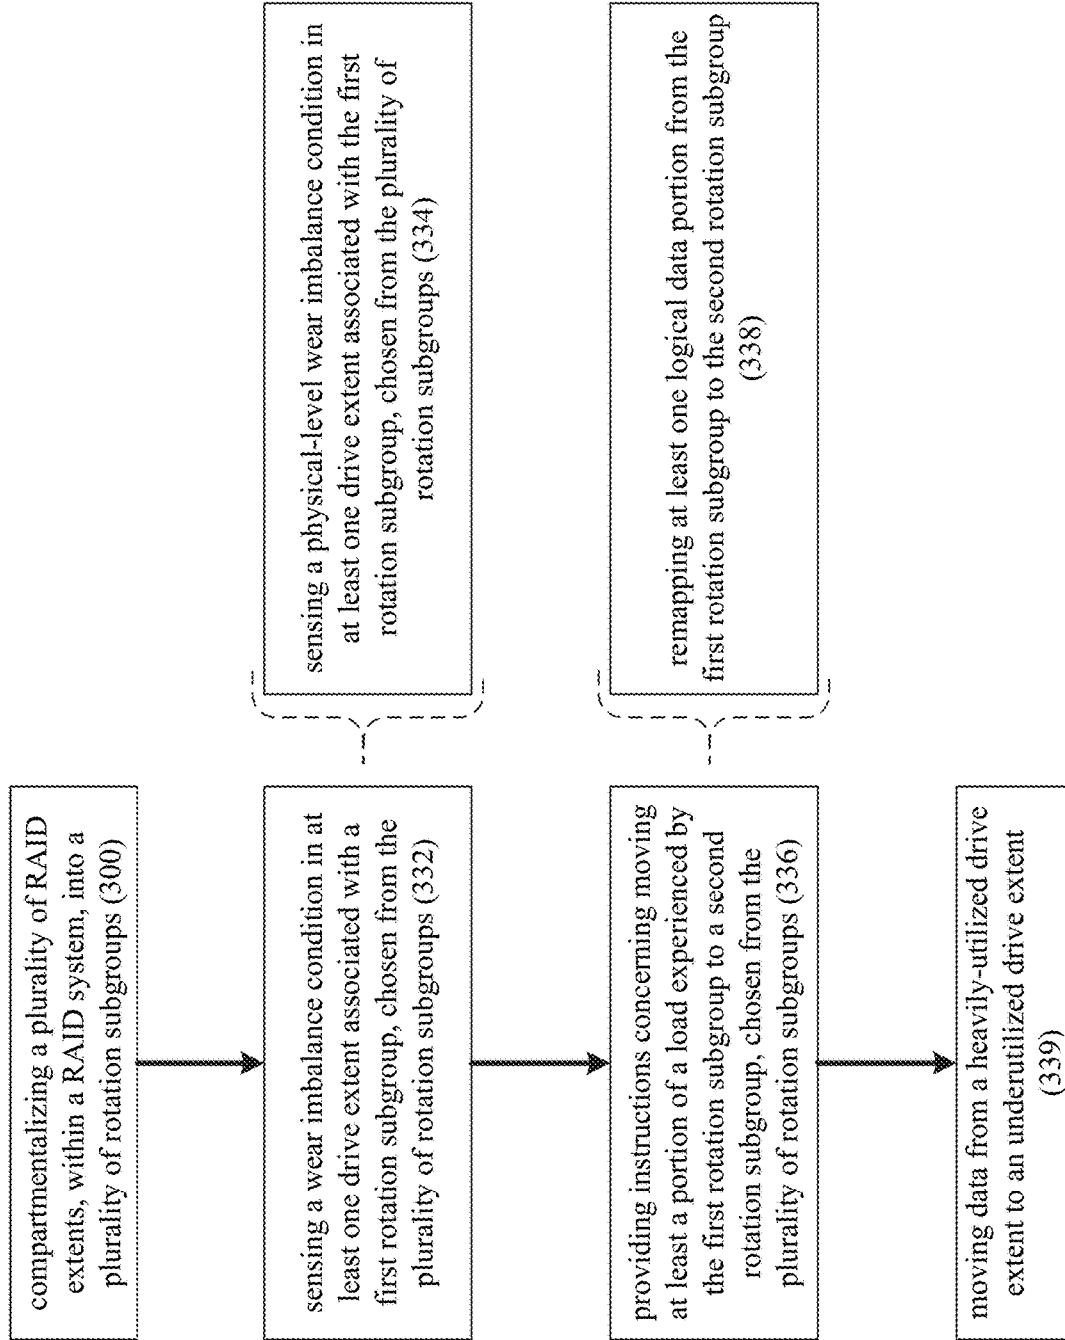 compartmentalizing a plurality of RAID
extents, within a RAID system, into a
plurality of rotation subgroups (300)
sensing a wear imbalance condition in at
least one drive extent associated with a
first rotation subgroup, chosen from the
plurality of rotation subgroups (332)
sensing a physical-level wear imbalance condition in
at least one drive extent associated with the first
rotation subgroup, chosen from the plurality of
rotation subgroups (334)
providing instructions concerning moving
at least a portion of a load experienced by
the first rotation subgroup to a second
rotation subgroup, chosen from the
plurality of rotation subgroups (336)
remapping at least one logical data portion from the
first rotation subgroup to the second rotation subgroup
(338)
moving data from a heavily-utilized drive
extent to an underutilized drive extent
(339)